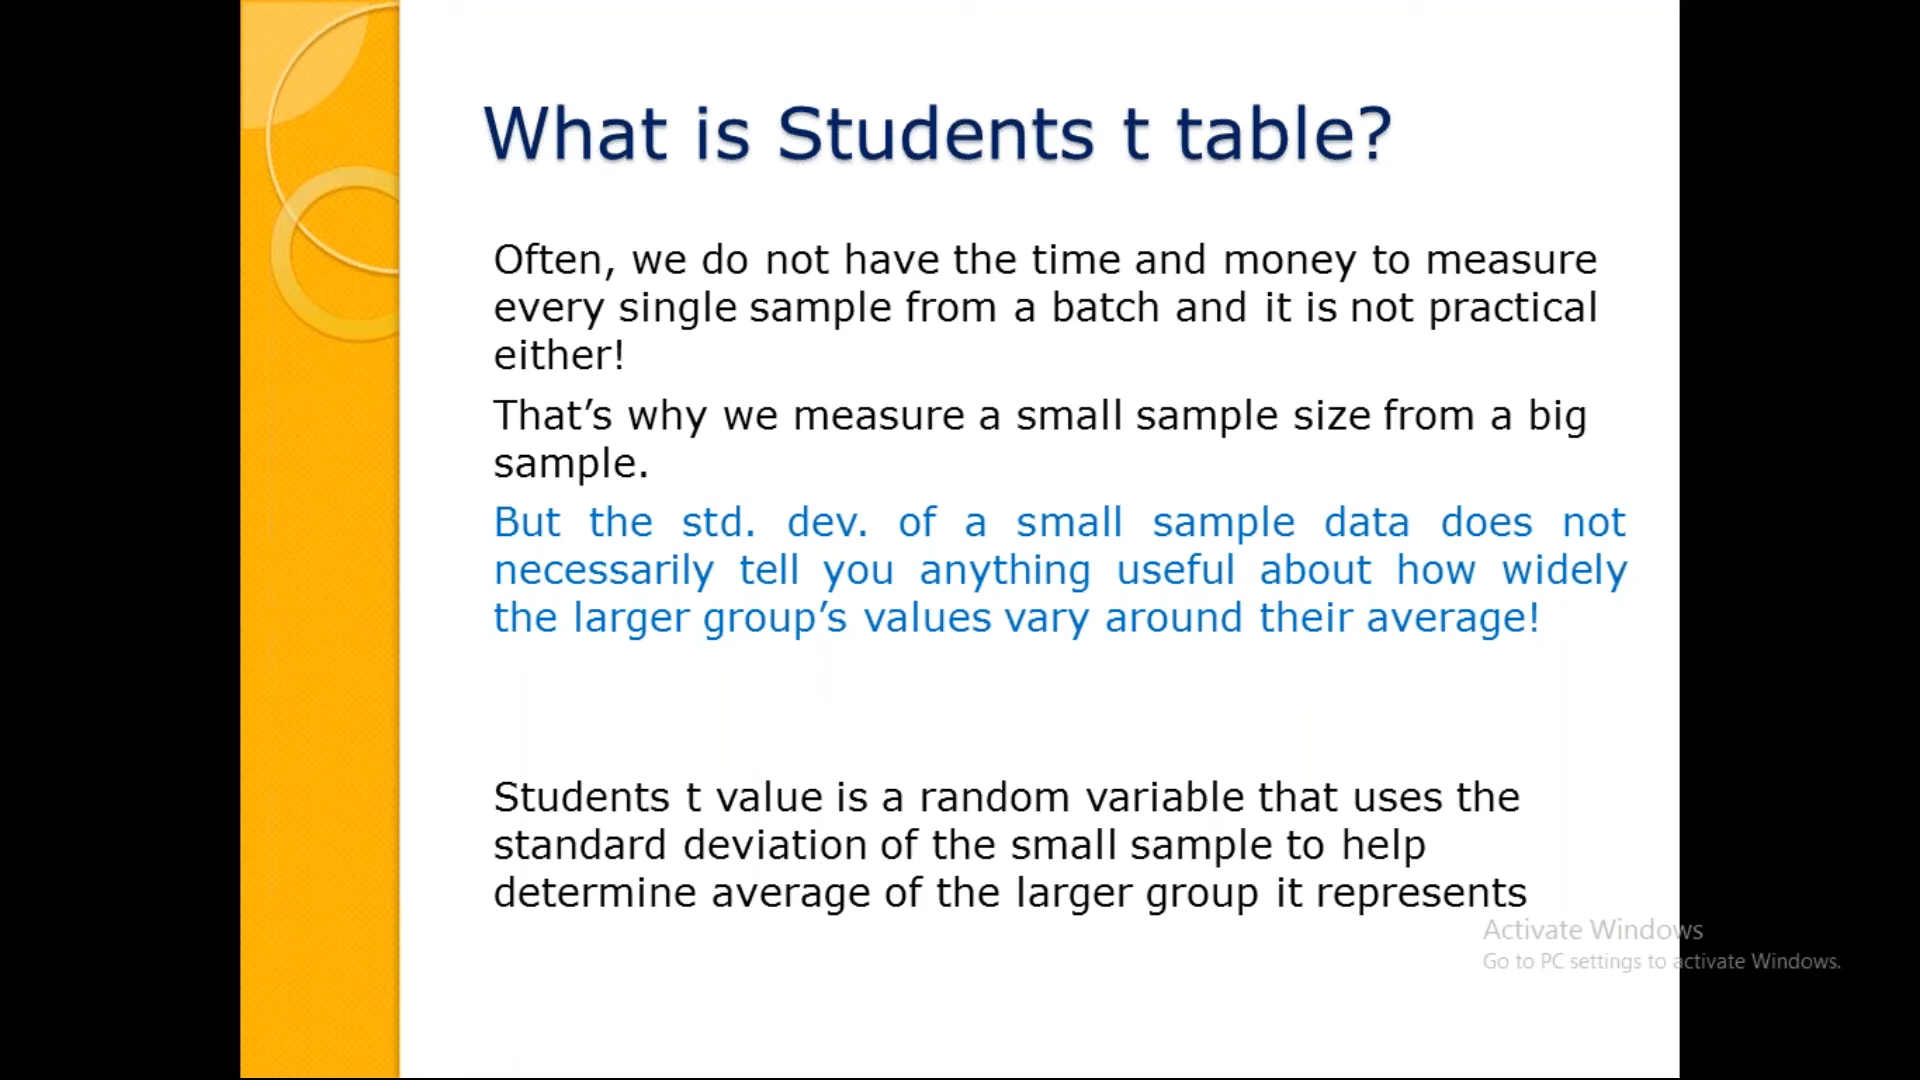 What is Students t table?
Often, we do not have the time and money to measure
every single sample from a batch and it is not practical
either!
That’s why we measure a small sample size from a big
sample.
But the std. dev. of a small sample data does not
necessarily tell you anything useful about how widely
the larger group’s values vary around their average!
Students t value is a random variable that uses the
standard deviation of the small sample to help
determine average of the larger group it represents
Activate Windows
Go to PC settings to activate Windows.